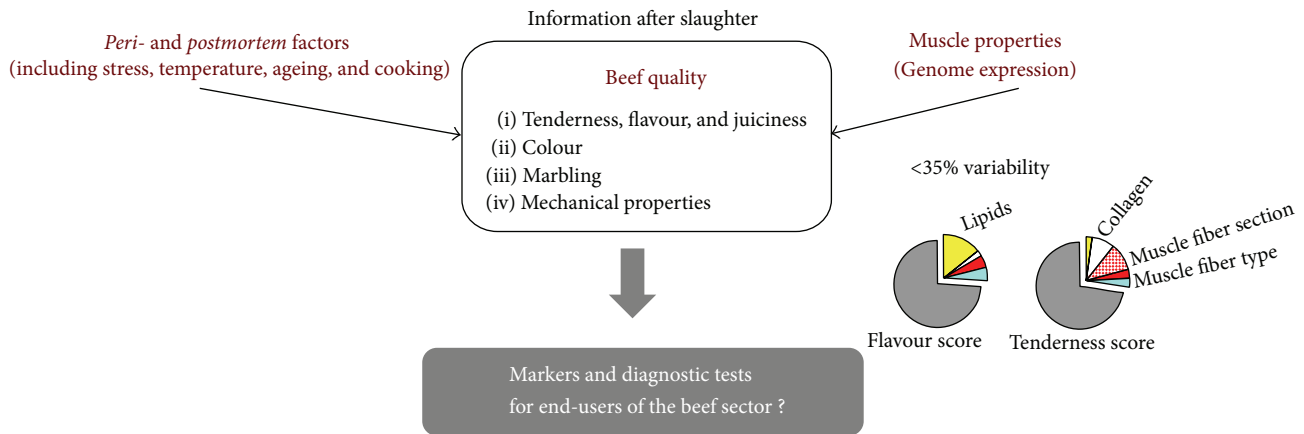 Information after slaughter
Peri- and postmortem factors
(including stress, temperature, ageing, and cooking)
Beef quality
(i) Tenderness, flavour, and juiciness
(ii) Colour
(iii) Marbling
(iv) Mechanical properties
Muscle properties
(Genome expression)
<35% variability
Lipids
Collagen
Muscle fiber section
Muscle fiber type
Flavour score
Tenderness score
Markers and diagnostic tests
for end-users of the beef sector ?